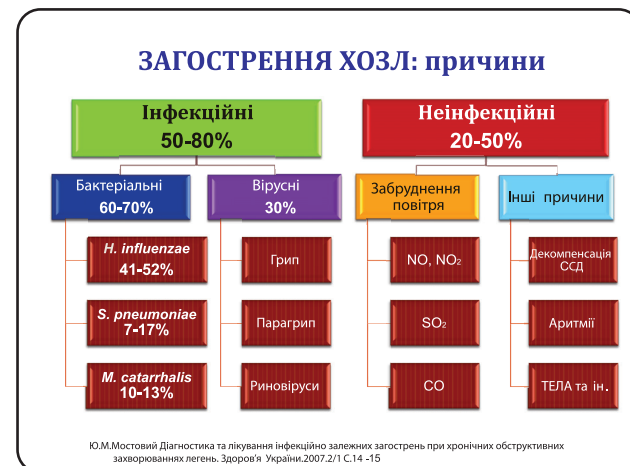 ЗАГОСТРЕННЯ ХОЗЛ: причини
Інфекційні
50-80%
Неінфекційні
20-50%
Бактеріальні
60-70%
Вірусні
30%
Забруднення
повітря
Інші причини
H. influenzae
41-52%
Грип
NO, NO₂
Декомпенсація
ССД
S. pneumoniae
7-17%
Парагрип
SO₂
Аритмії
M. catarrhalis
10-13%
Риновіруси
CO
ТЕЛА та ін.
Ю.М.Мостовий Діагностика та лікування інфекційно залежних загострень при хронічних обструктивних
захворюваннях легень. Здоров'я України.2007.2/1 С.14 -15